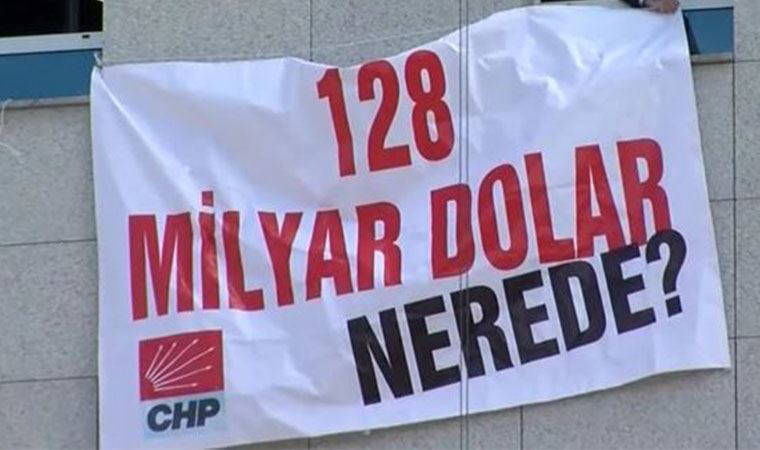 128
MİLYAR DOLAR
NEREDE?
CHP